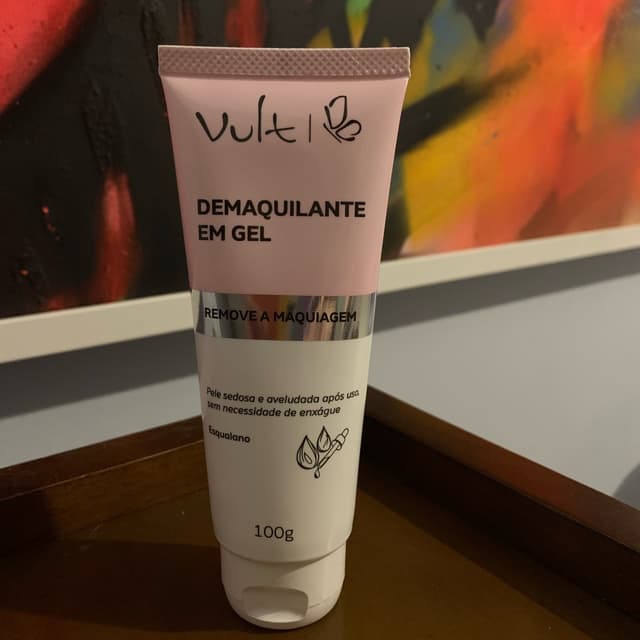 Vult
DEMAQUILANTE
EM GEL
REMOVE A MAQUIAGEM
Pele sedosa e aveludada após uso,
sem necessidade de enxágue
Esqualano
100g